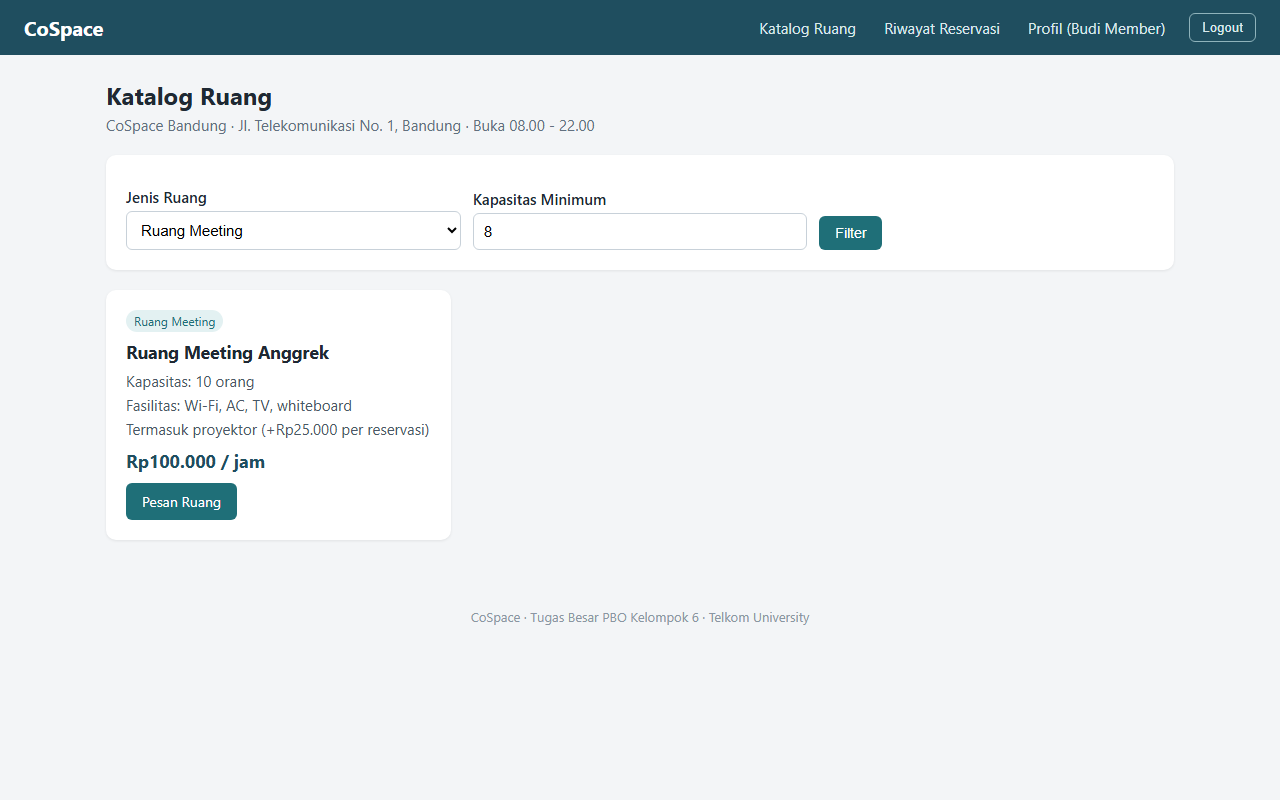 CoSpace
Katalog Ruang
Riwayat Reservasi
Profil (Budi Member)
Logout
Katalog Ruang
CoSpace Bandung · Jl. Telekomunikasi No. 1, Bandung · Buka 08.00 - 22.00
Jenis Ruang
Ruang Meeting
Kapasitas Minimum
8
Filter
Ruang Meeting
Ruang Meeting Anggrek
Kapasitas: 10 orang
Fasilitas: Wi-Fi, AC, TV, whiteboard
Termasuk proyektor (+Rp25.000 per reservasi)
Rp100.000 / jam
Pesan Ruang
CoSpace · Tugas Besar PBO Kelompok 6 · Telkom University